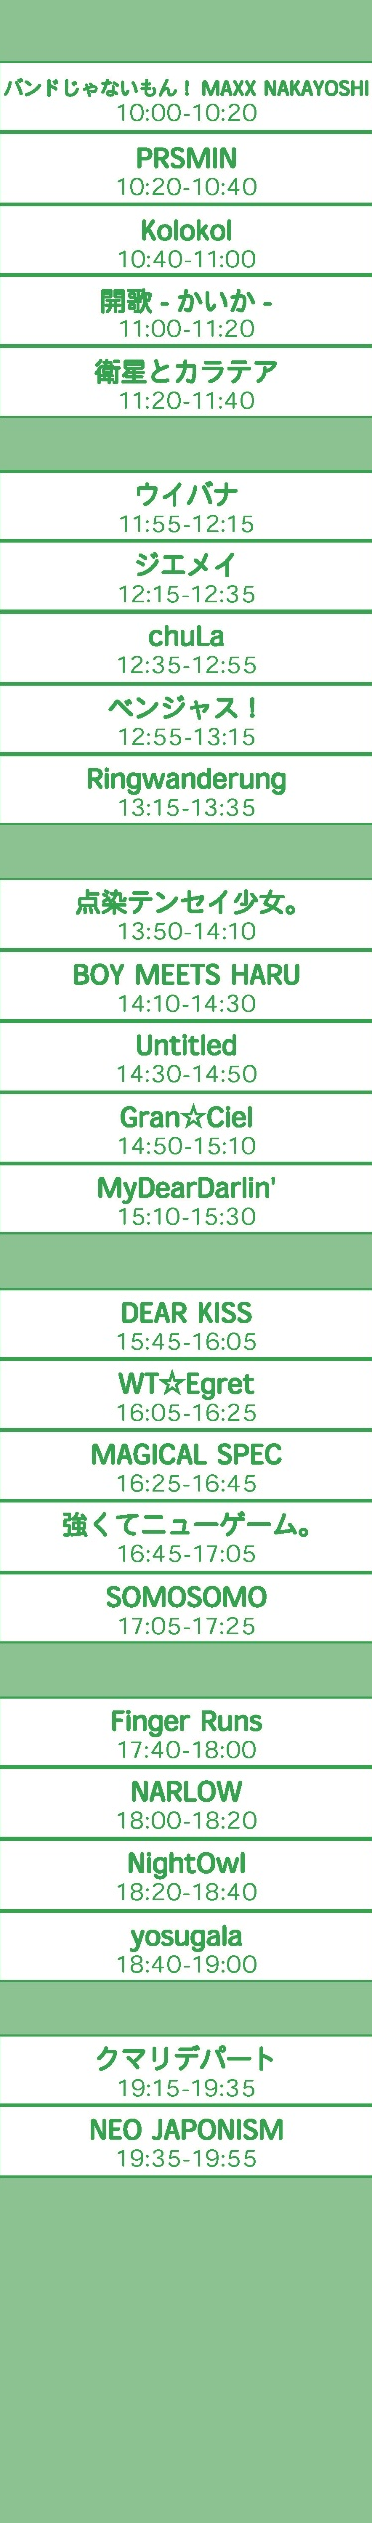 バンドじゃないもん！ MAXX NAKAYOSHI
10:00-10:20
PRSMIN
10:20-10:40
Kolokol
10:40-11:00
開歌 - かいか -
11:00-11:20
衛星とカラテア
11:20-11:40
ウイバナ
11:55-12:15
ジエメイ
12:15-12:35
chuLa
12:35-12:55
ベンジャス！
12:55-13:15
Ringwanderung
13:15-13:35
点染テンセイ少女。
13:50-14:10
BOY MEETS HARU
14:10-14:30
Untitled
14:30-14:50
Gran☆Ciel
14:50-15:10
MyDearDarlin'
15:10-15:30
DEAR KISS
15:45-16:05
WT☆Egret
16:05-16:25
MAGICAL SPEC
16:25-16:45
強くてニューゲーム。
16:45-17:05
SOMOSOMO
17:05-17:25
Finger Runs
17:40-18:00
NARLOW
18:00-18:20
NightOwl
18:20-18:40
yosugala
18:40-19:00
クマリデパート
19:15-19:35
NEO JAPONISM
19:35-19:55